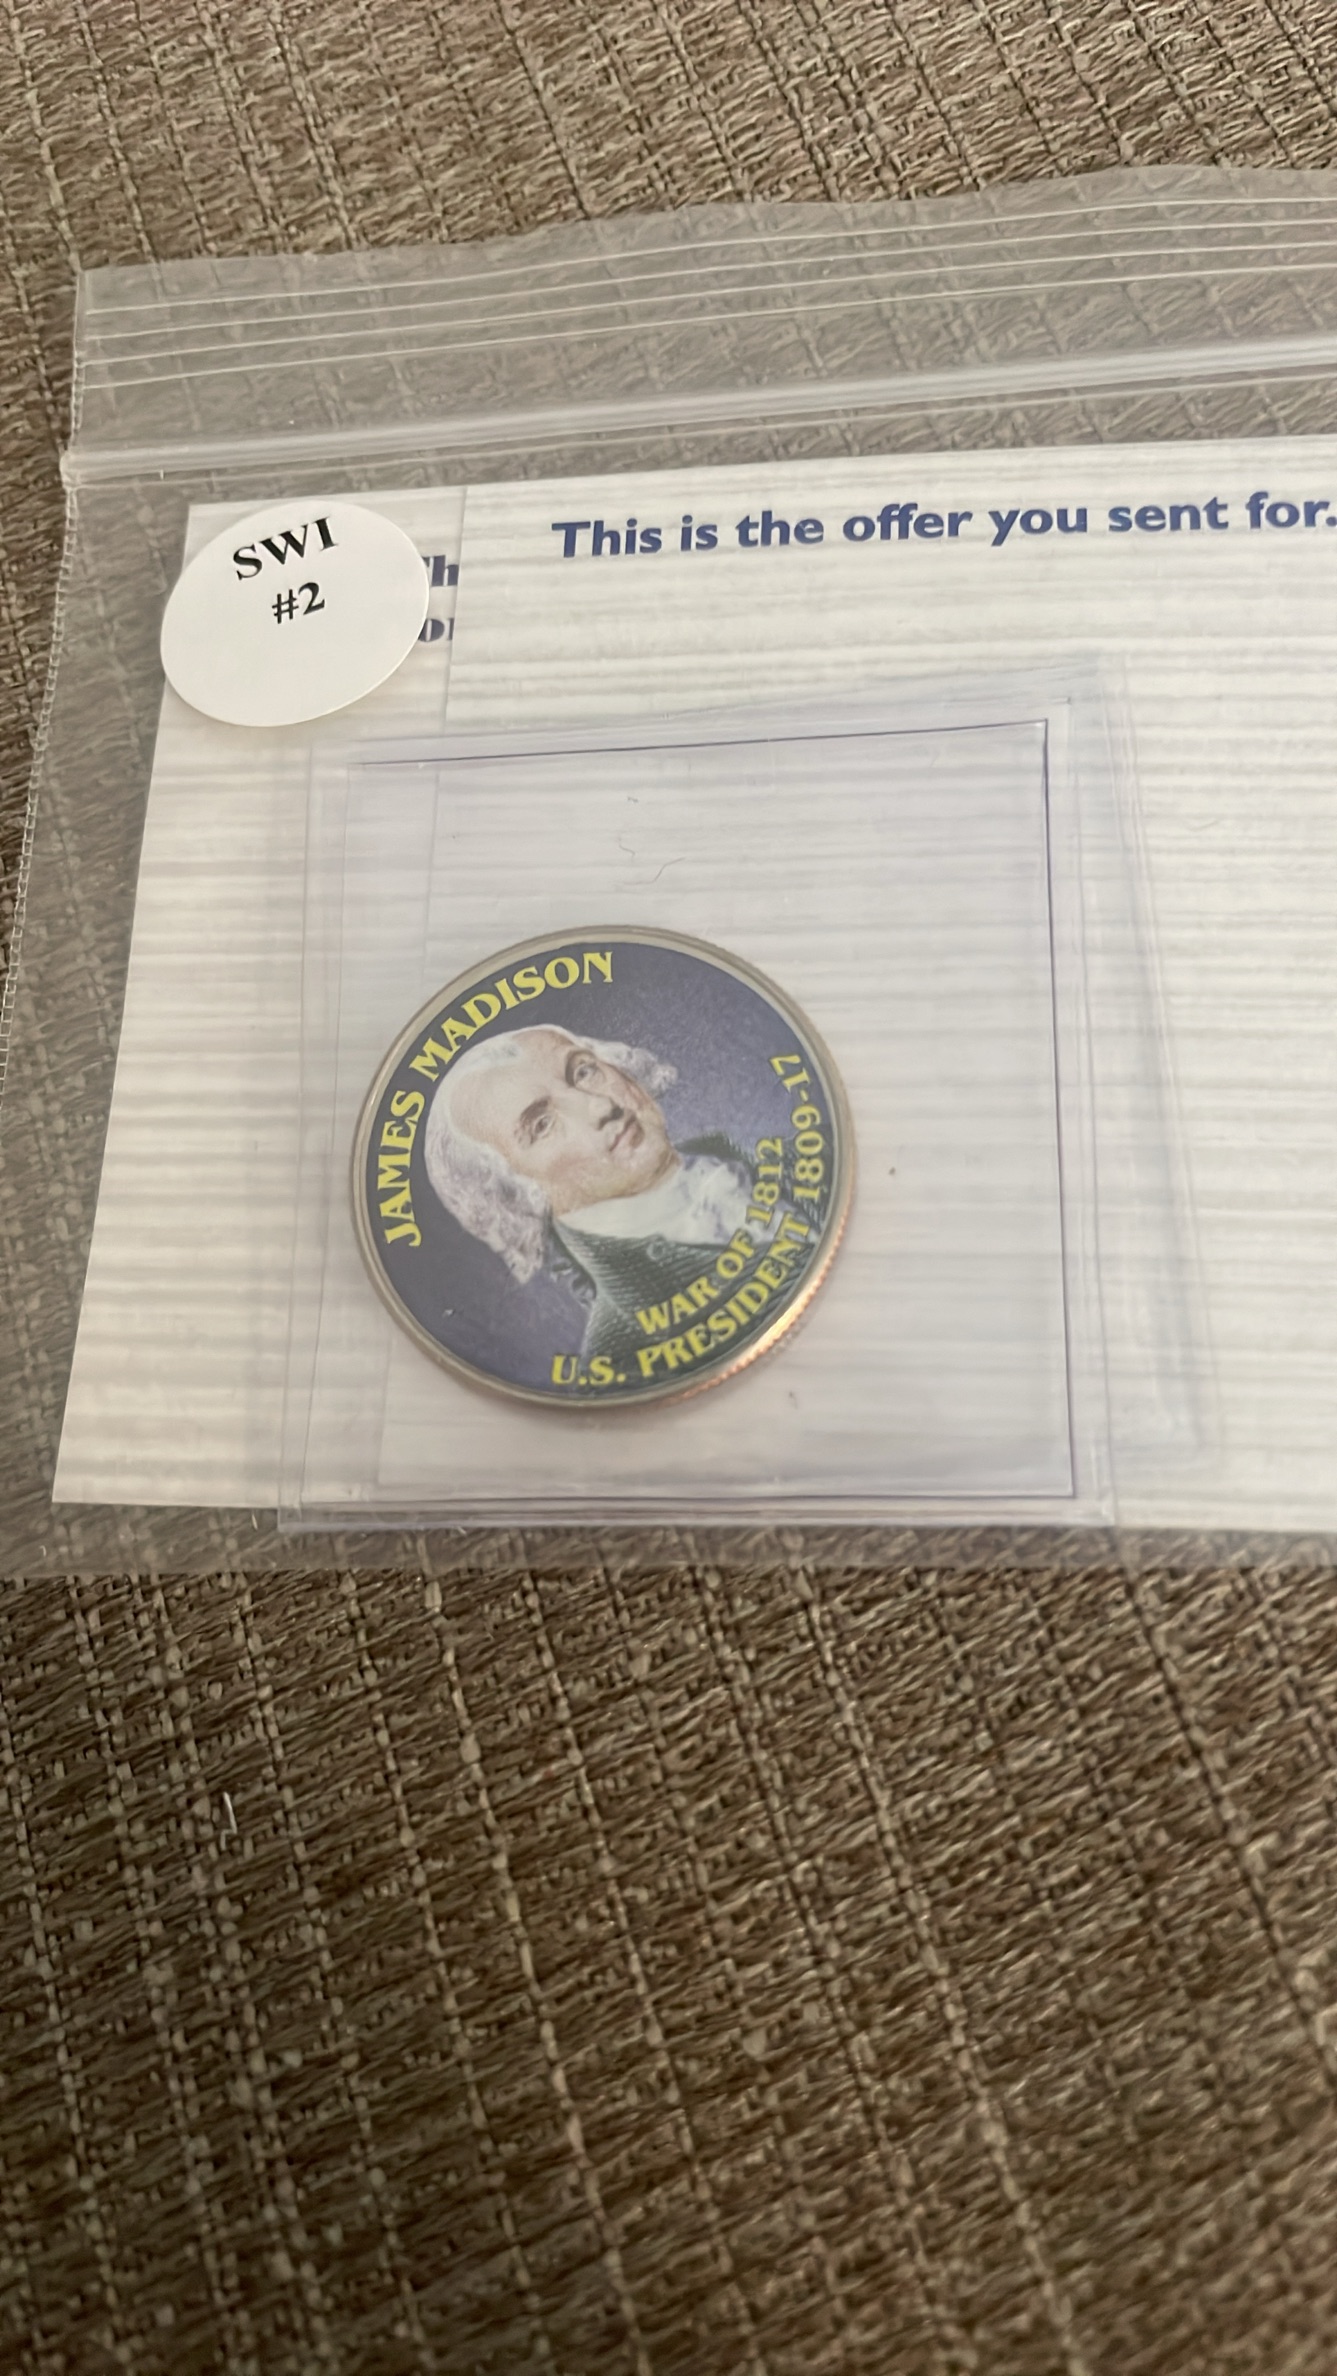 SWI
#2
This is the offer you sent for.
JAMES MADISON
WAR OF 1812
U.S. PRESIDENT 1809-17